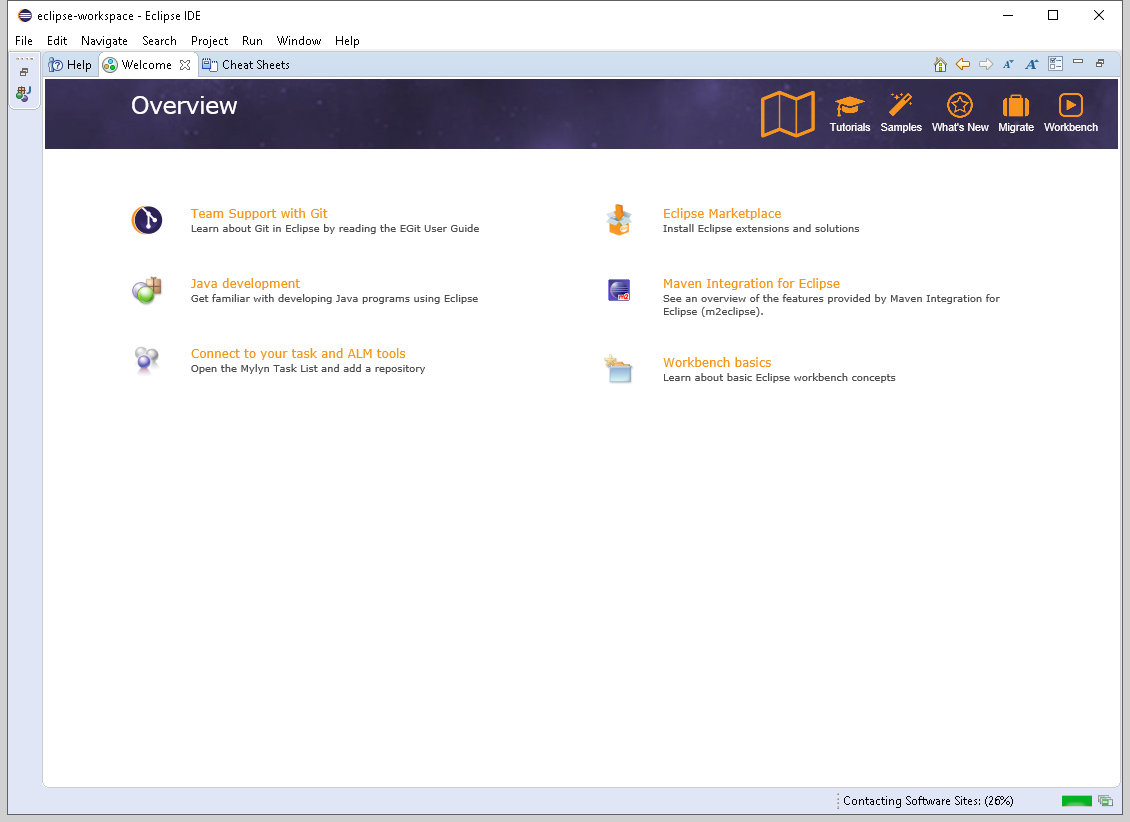 eclipse-workspace - Eclipse IDE
File Edit Navigate Search Project Run Window Help
Help Welcome Cheat Sheets
Overview
Tutorials Samples What's New Migrate Workbench
Team Support with Git
Learn about Git in Eclipse by reading the EGit User Guide
Eclipse Marketplace
Install Eclipse extensions and solutions
Java development
Get familiar with developing Java programs using Eclipse
Maven Integration for Eclipse
See an overview of the features provided by Maven Integration for
Eclipse (m2eclipse).
Connect to your task and ALM tools
Open the Mylyn Task List and add a repository
Workbench basics
Learn about basic Eclipse workbench concepts
Contacting Software Sites: (26%)